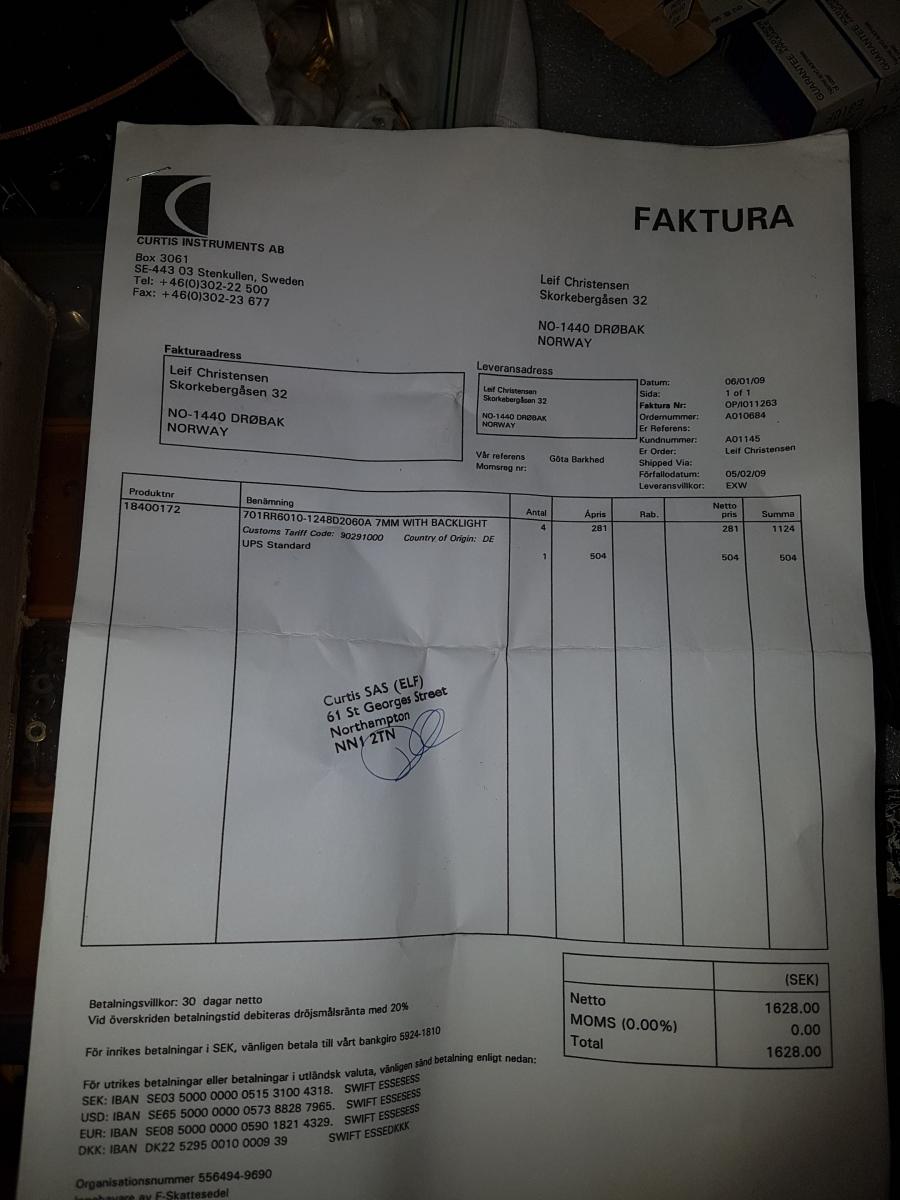 GUARANTEE
GUARANTEE
FAKTURA
CURTIS INSTRUMENTS AB
Box 3061
SE-443 03 Stenkullen, Sweden
Tel: +46(0)302-22 500
Fax: +46(0)302-23 677
Leif Christensen
Skorkebergåsen 32
NO-1440 DRØBAK
NORWAY
Fakturaadress
Leif Christensen
Skorkebergåsen 32
NO-1440 DRØBAK
NORWAY
Leveransadress
Leif Christensen
Skorkebergåsen 32
NO-1440 DRØBAK
NORWAY
Vår referens Göta Barkhed
Momsreg nr:
Datum: 06/01/09
Sida: 1 of 1
Faktura Nr: OP/I011263
Ordernummer: A010684
Er Referens:
Kundnummer: A01145
Er Order: Leif Christensen
Shipped Via:
Förfallodatum: 05/02/09
Leveransvillkor: EXW
Produktnr Benämning Antal Ápris Rab. Netto pris Summa
18400172 701RR6010-1248D2060A 7MM WITH BACKLIGHT 4 281 281 1124
Customs Tariff Code: 90291000 Country of Origin: DE
UPS Standard 1 504 504 504
Curtis SAS (ELF)
61 St Georges Street
Northampton
NN1 2TN
(SEK)
Netto 1628.00
MOMS (0.00%) 0.00
Total 1628.00
Betalningsvillkor: 30 dagar netto
Vid överskriden betalningstid debiteras dröjsmålsränta med 20%
För inrikes betalningar i SEK, vänligen betala till vårt bankgiro 5924-1810
För utrikes betalningar eller betalningar i utländsk valuta, vänligen sänd betalning enligt nedan:
SEK: IBAN SE03 5000 0000 0515 3100 4318. SWIFT ESSESESS
USD: IBAN SE65 5000 0000 0573 8828 7965. SWIFT ESSESESS
EUR: IBAN SE08 5000 0000 0590 1821 4329. SWIFT ESSESESS
DKK: IBAN DK22 5295 0010 0009 39 SWIFT ESSEDKKK
Organisationsnummer 556494-9690
Innehavare av F-Skattesedel